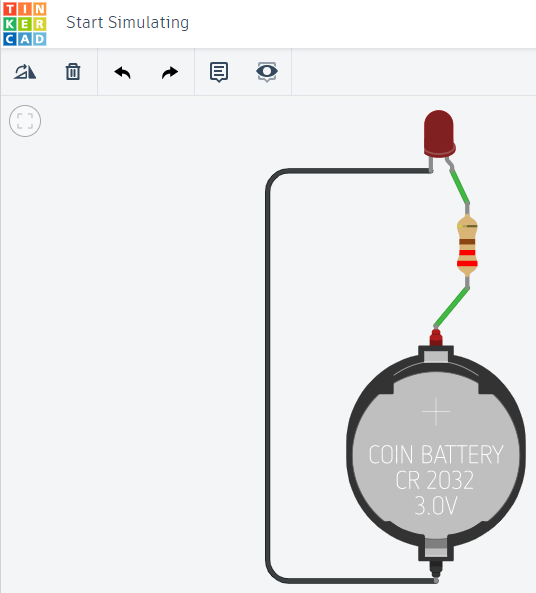 TIN
KER
CAD
Start Simulating
COIN BATTERY
CR 2032
3.0V